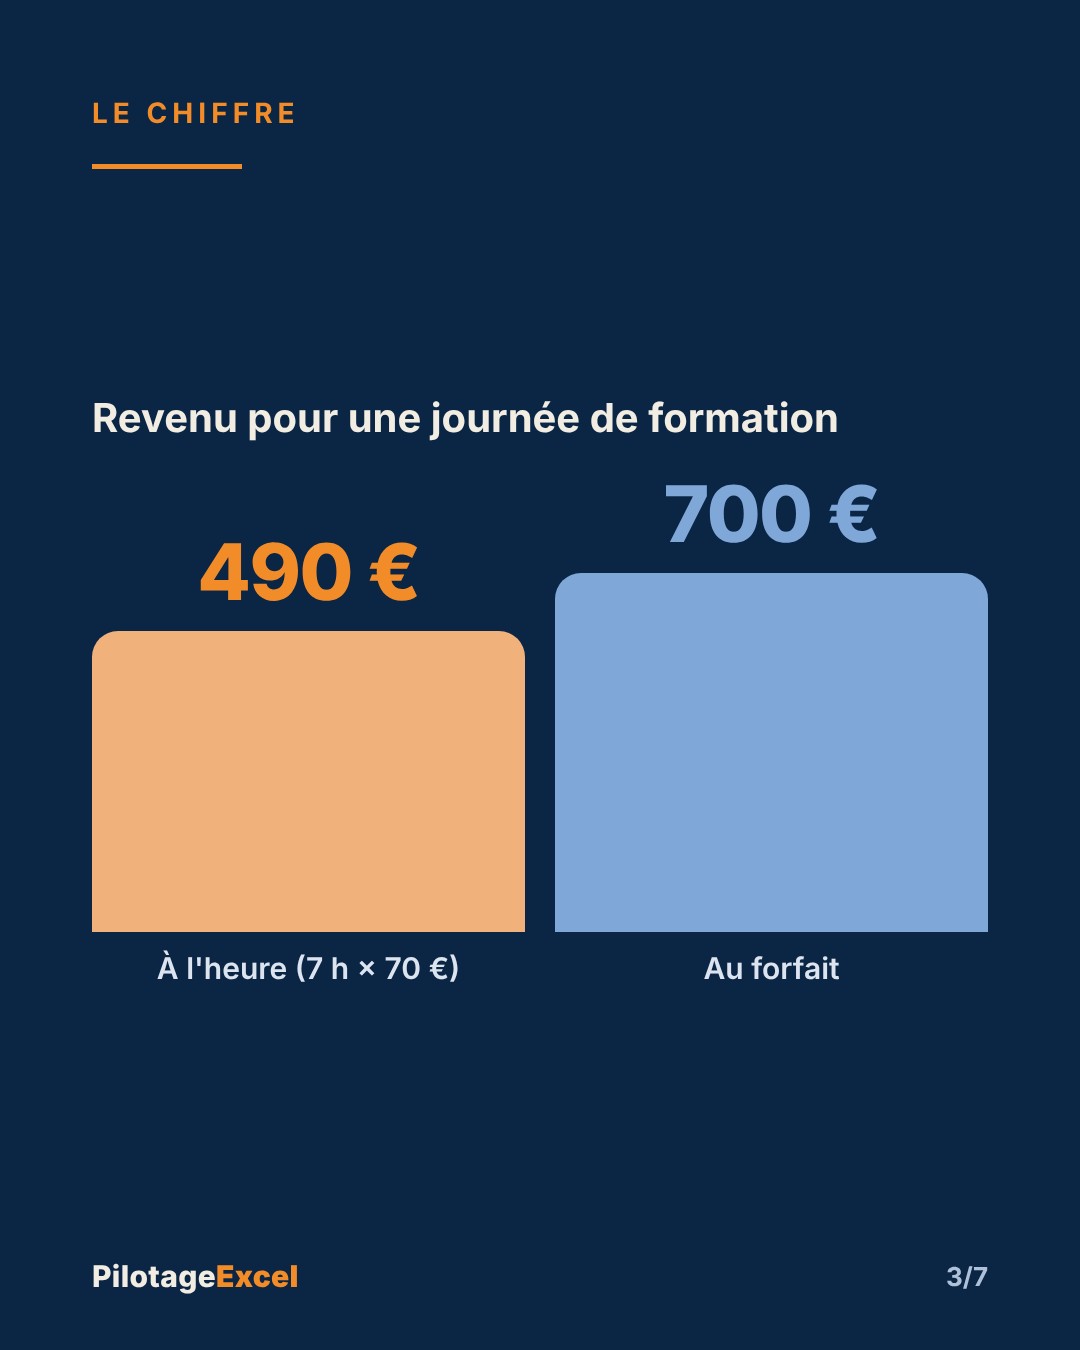 LE CHIFFRE
Revenu pour une journée de formation
490 €
700 €
À l'heure (7 h × 70 €)
Au forfait
PilotageExcel
3/7